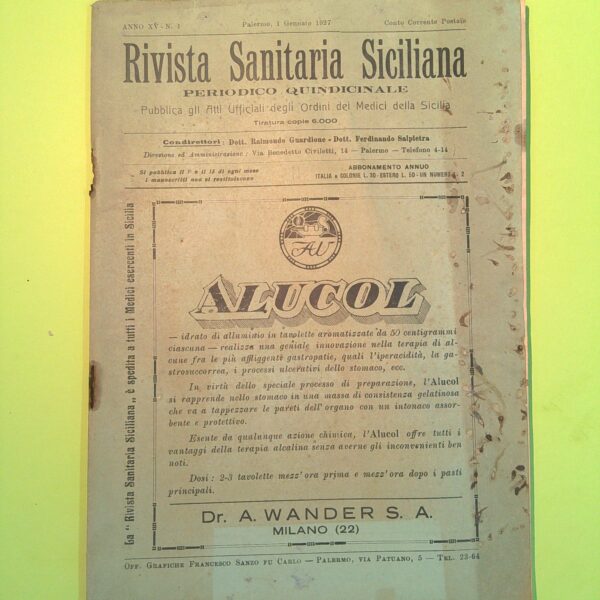 ANNO XV - N. 1
Palermo, 1 Gennaio 1927
Conto Corrente Postale
Rivista Sanitaria Siciliana
PERIODICO QUINDICINALE
Pubblica gli Atti Ufficiali degli Ordini dei Medici della Sicilia
Tiratura copie 6.000
Condirettori: Dott. Raimondo Guardione - Dott. Ferdinando Salpietra
Direzione ed Amministrazione: Via Benedetto Civiletti, 14 — Palermo — Telefono 4-14
Si pubblica il 1º e il 15 di ogni mese
i manoscritti non si restituiscono
ABBONAMENTO ANNUO
ITALIA e COLONIE L. 30 - ESTERO L. 50 - UN NUMERO L. 2
La "Rivista Sanitaria Siciliana" è spedita a tutti i Medici esercenti in Sicilia
AW
ALUCOL
— idrato di alluminio in tavolette aromatizzate da 50 centigrammi
ciascuna — realizza una geniale innovazione nella terapia di al-
cune fra le più affliggenti gastropatie, quali l'iperacidità, la ga-
strosuccorrea, i processi ulcerativi dello stomaco, ecc.
In virtù dello speciale processo di preparazione, l'Alucol
si rapprende nello stomaco in una massa di consistenza gelatinosa
che va a tappezzare le pareti dell'organo con un intonaco assor-
bente e protettivo.
Esente da qualunque azione chimica, l'Alucol offre tutti i
vantaggi della terapia alcalina senza averne gli inconvenienti ben
noti.
Dosi: 2-3 tavolette mezz'ora prima e mezz'ora dopo i pasti
principali.
Dr. A. WANDER S. A.
MILANO (22)
OFF. GRAFICHE FRANCESCO SANZO FU CARLO — PALERMO, VIA PATUANO, 5 — TEL. 23-64